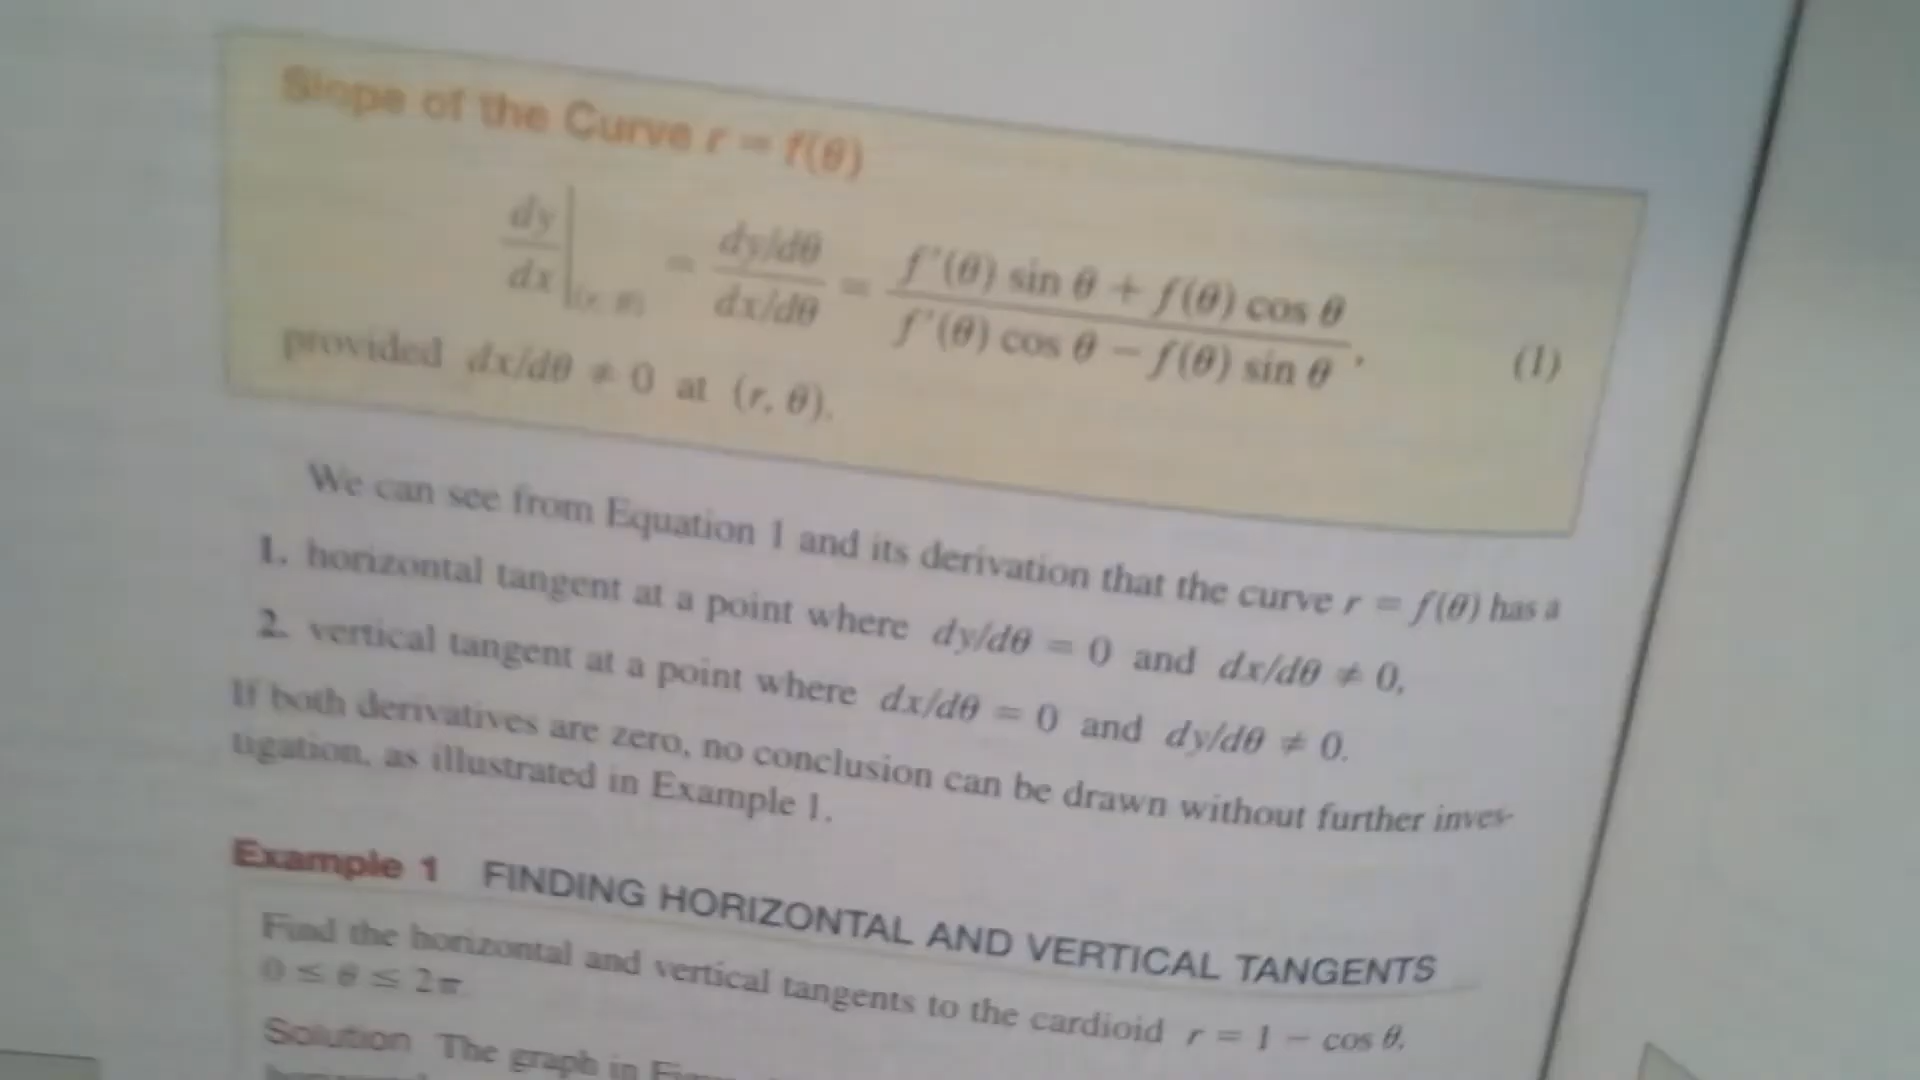 Slope of the Curve r = f(θ)
dy/dx|(r, θ) = (dy/dθ)/(dx/dθ) = (f'(θ) sin θ + f(θ) cos θ)/(f'(θ) cos θ − f(θ) sin θ), (1)
provided dx/dθ ≠ 0 at (r, θ).
We can see from Equation 1 and its derivation that the curve r = f(θ) has a
1. horizontal tangent at a point where dy/dθ = 0 and dx/dθ ≠ 0,
2. vertical tangent at a point where dx/dθ = 0 and dy/dθ ≠ 0.
If both derivatives are zero, no conclusion can be drawn without further inves-
tigation, as illustrated in Example 1.
Example 1 FINDING HORIZONTAL AND VERTICAL TANGENTS
Find the horizontal and vertical tangents to the cardioid r = 1 − cos θ,
0 ≤ θ ≤ 2π.
Solution The graph in